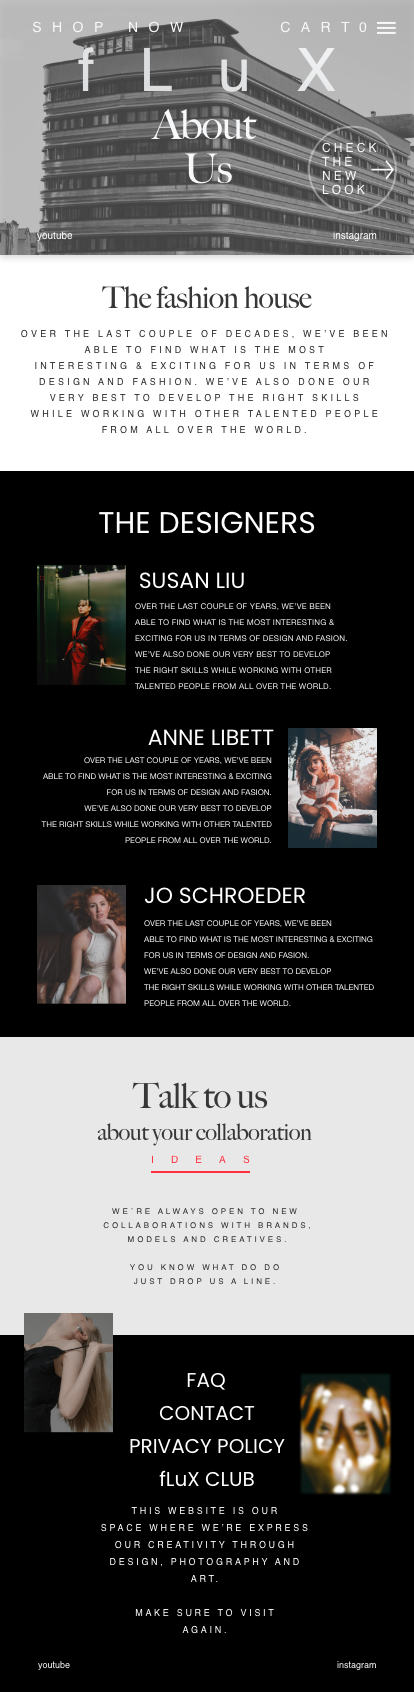 SHOP NOW CART0
fLuX
About
Us
CHECK
THE
NEW
LOOK
youtube instagram
The fashion house
OVER THE LAST COUPLE OF DECADES, WE'VE BEEN
ABLE TO FIND WHAT IS THE MOST
INTERESTING & EXCITING FOR US IN TERMS OF
DESIGN AND FASHION. WE'VE ALSO DONE OUR
VERY BEST TO DEVELOP THE RIGHT SKILLS
WHILE WORKING WITH OTHER TALENTED PEOPLE
FROM ALL OVER THE WORLD.
THE DESIGNERS
SUSAN LIU
OVER THE LAST COUPLE OF YEARS, WE'VE BEEN
ABLE TO FIND WHAT IS THE MOST INTERESTING &
EXCITING FOR US IN TERMS OF DESIGN AND FASION.
WE'VE ALSO DONE OUR VERY BEST TO DEVELOP
THE RIGHT SKILLS WHILE WORKING WITH OTHER
TALENTED PEOPLE FROM ALL OVER THE WORLD.
ANNE LIBETT
OVER THE LAST COUPLE OF YEARS, WE'VE BEEN
ABLE TO FIND WHAT IS THE MOST INTERESTING & EXCITING
FOR US IN TERMS OF DESIGN AND FASION.
WE'VE ALSO DONE OUR VERY BEST TO DEVELOP
THE RIGHT SKILLS WHILE WORKING WITH OTHER TALENTED
PEOPLE FROM ALL OVER THE WORLD.
JO SCHROEDER
OVER THE LAST COUPLE OF YEARS, WE'VE BEEN
ABLE TO FIND WHAT IS THE MOST INTERESTING & EXCITING
FOR US IN TERMS OF DESIGN AND FASION.
WE'VE ALSO DONE OUR VERY BEST TO DEVELOP
THE RIGHT SKILLS WHILE WORKING WITH OTHER TALENTED
PEOPLE FROM ALL OVER THE WORLD.
Talk to us
about your collaboration
IDEAS
WE'RE ALWAYS OPEN TO NEW
COLLABORATIONS WITH BRANDS,
MODELS AND CREATIVES.
YOU KNOW WHAT DO DO
JUST DROP US A LINE.
FAQ
CONTACT
PRIVACY POLICY
fLuX CLUB
THIS WEBSITE IS OUR
SPACE WHERE WE'RE EXPRESS
OUR CREATIVITY THROUGH
DESIGN, PHOTOGRAPHY AND
ART.
MAKE SURE TO VISIT
AGAIN.
youtube instagram